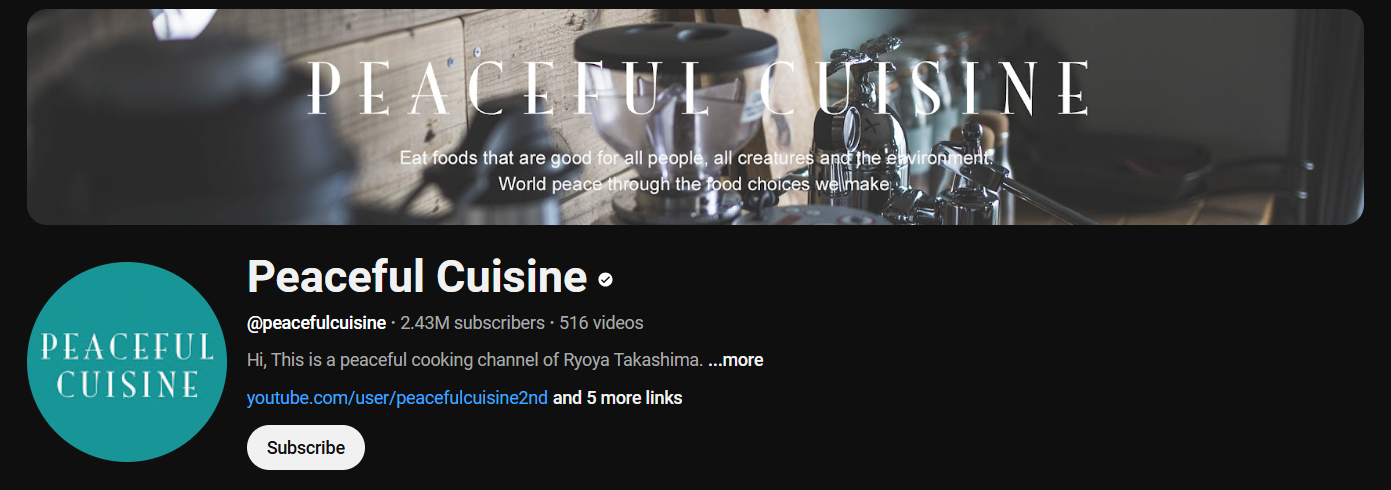 PEACEFUL CUISINE
Eat foods that are good for all people, all creatures and the environment.
World peace through the food choices we make.
PEACEFUL
CUISINE
Peaceful Cuisine
@peacefulcuisine · 2.43M subscribers · 516 videos
Hi, This is a peaceful cooking channel of Ryoya Takashima. ...more
youtube.com/user/peacefulcuisine2nd and 5 more links
Subscribe